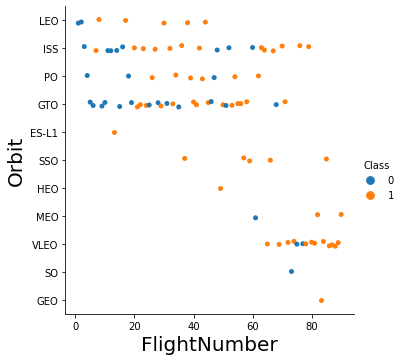 LEO
ISS
PO
GTO
ES-L1
SSO
HEO
MEO
VLEO
SO
GEO
Orbit
0 20 40 60 80
FlightNumber
Class
0
1